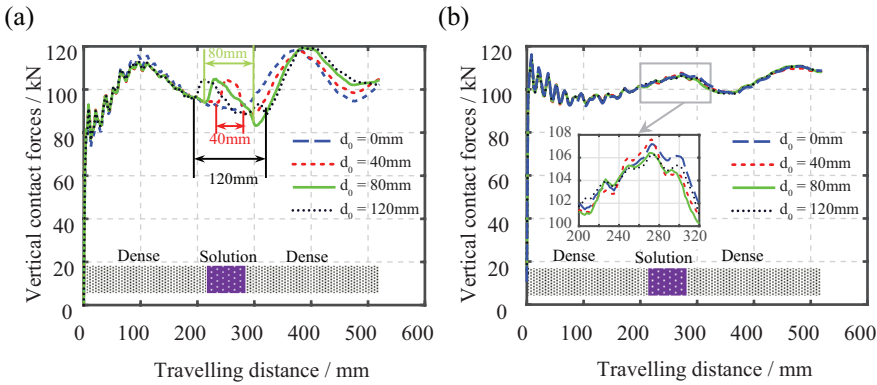 (a)
Vertical contact forces / kN
120
100
80
60
40
20
0
80mm
40mm
120mm
d₀ = 0mm
d₀ = 40mm
d₀ = 80mm
d₀ = 120mm
Dense Solution Dense
0 100 200 300 400 500 600
Travelling distance / mm
(b)
Vertical contact forces / kN
120
100
80
60
40
20
0
108
106
104
102
100
200 240 280 320
d₀ = 0mm
d₀ = 40mm
d₀ = 80mm
d₀ = 120mm
Dense Solution Dense
0 100 200 300 400 500 600
Travelling distance / mm